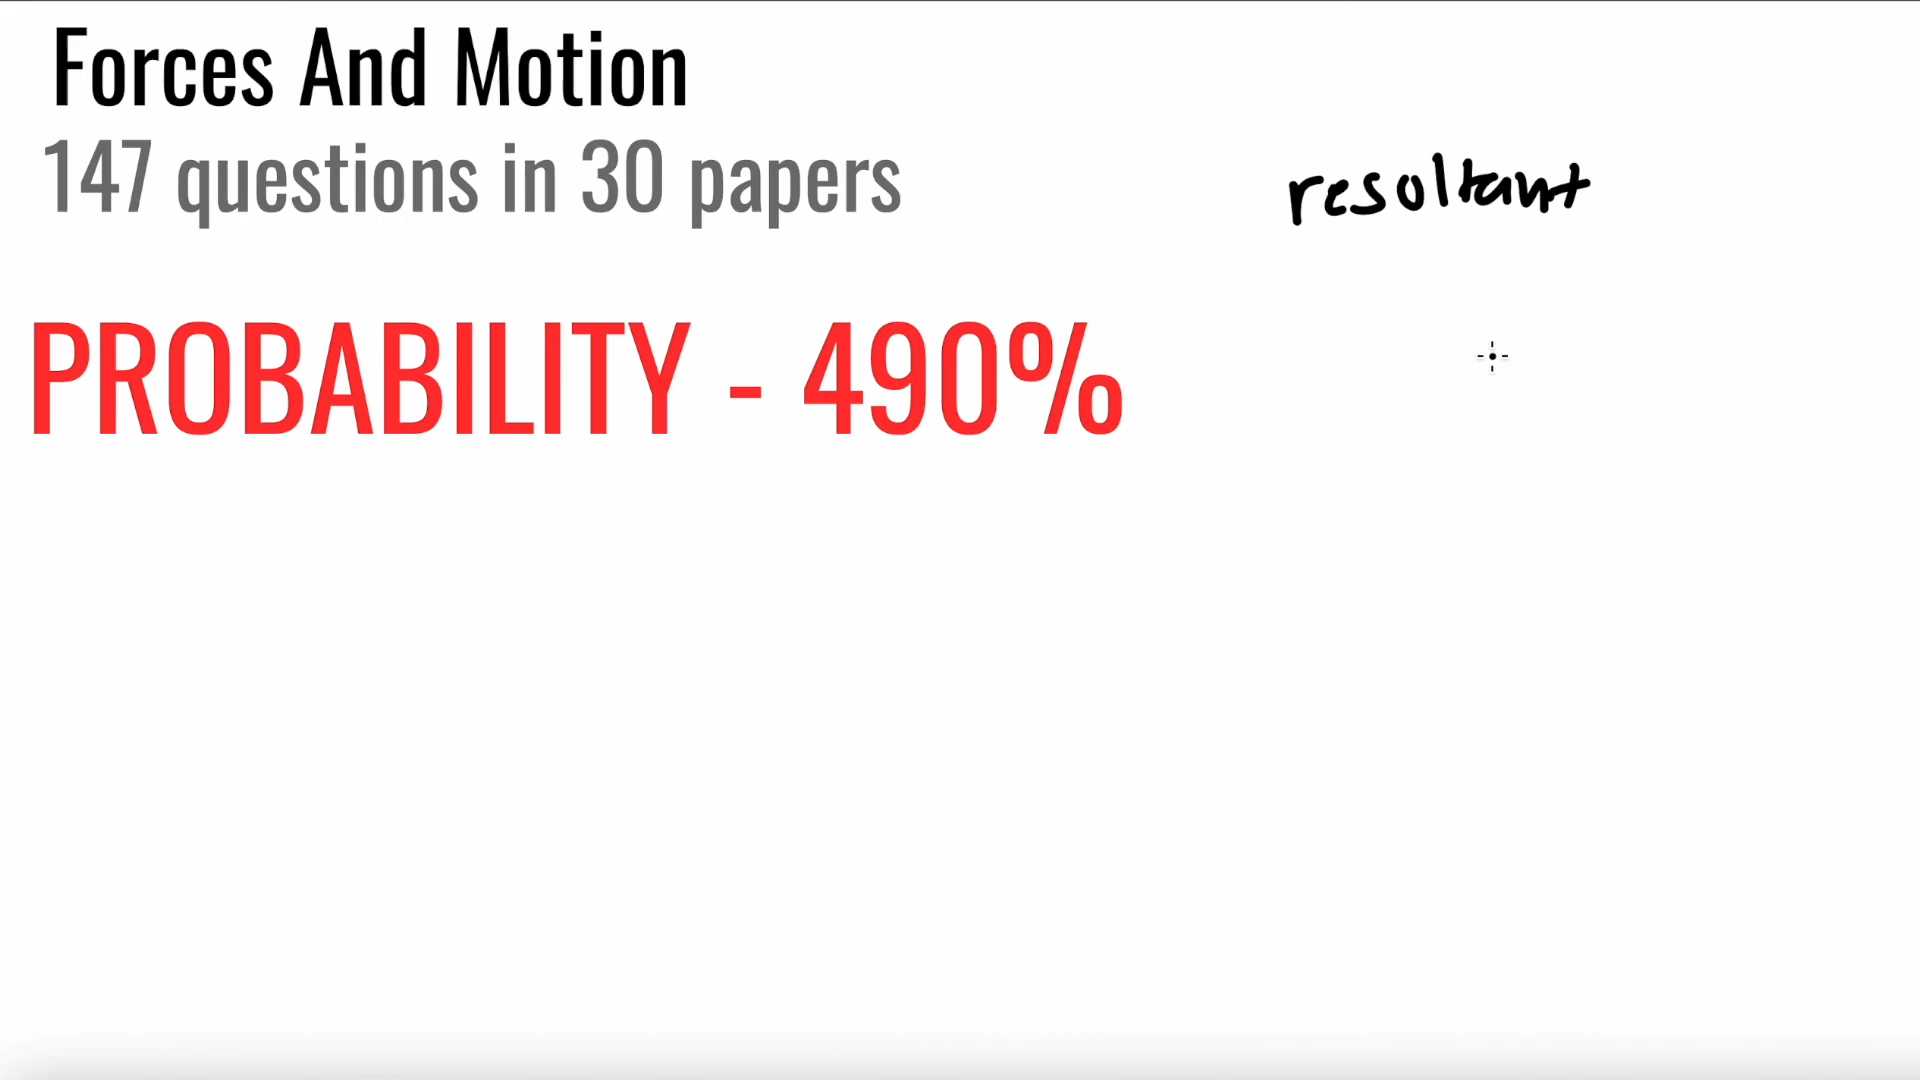 Forces And Motion
147 questions in 30 papers
resoltant
PROBABILITY - 490%